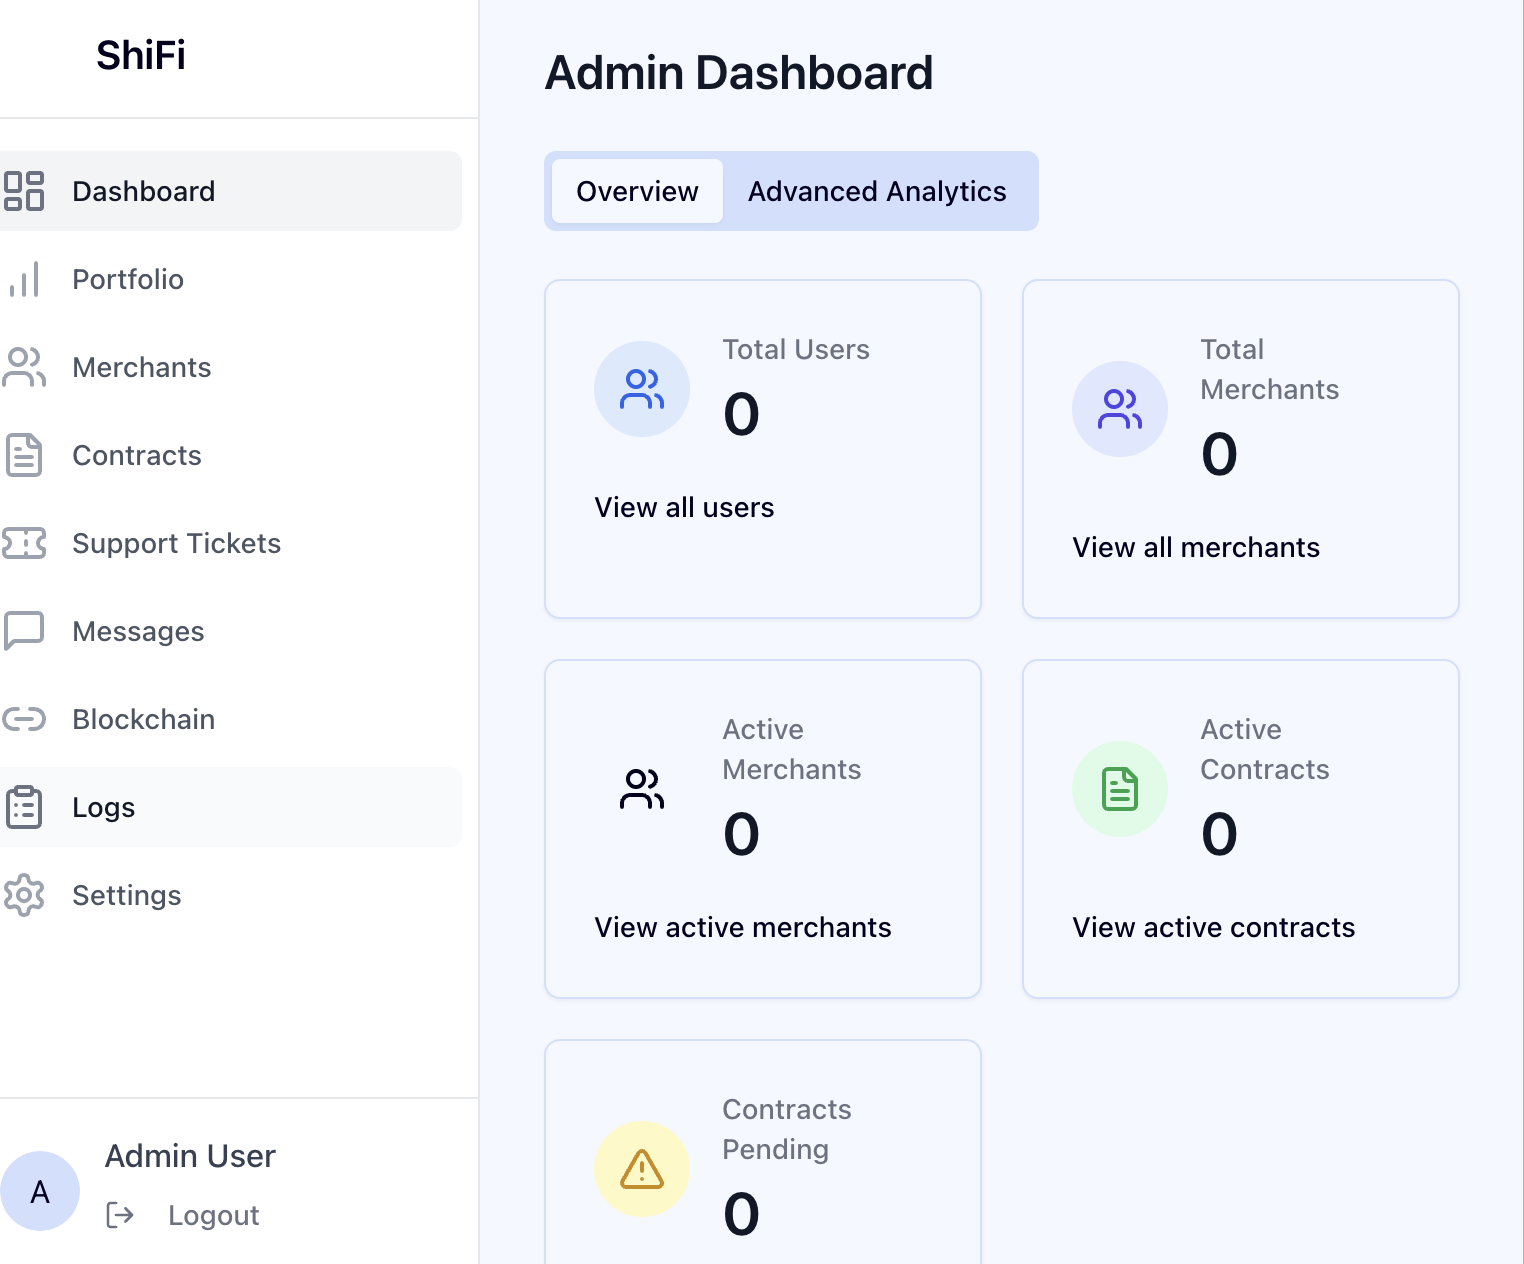 ShiFi
Dashboard
Portfolio
Merchants
Contracts
Support Tickets
Messages
Blockchain
Logs
Settings
A
Admin User
Logout
Admin Dashboard
Overview
Advanced Analytics
Total Users
0
View all users
Total
Merchants
0
View all merchants
Active
Merchants
0
View active merchants
Active
Contracts
0
View active contracts
Contracts
Pending
0